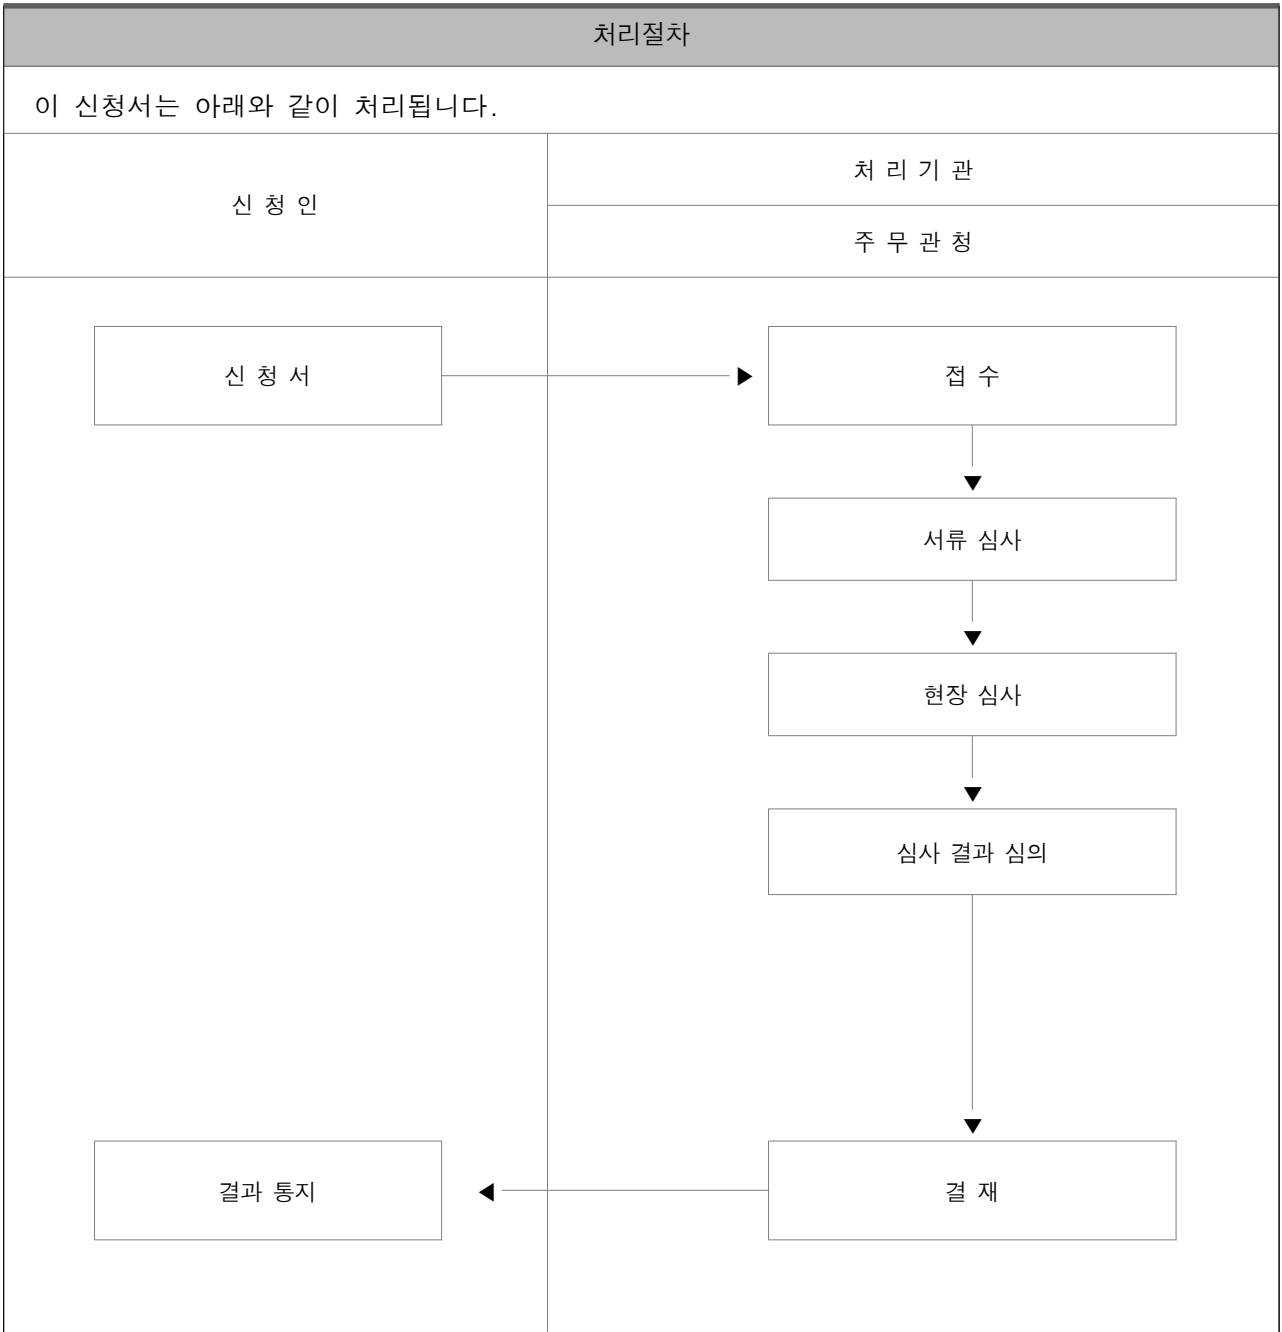 처리절차
이 신청서는 아래와 같이 처리됩니다.
신 청 인
처 리 기 관
주 무 관 청
신 청 서
접 수
서류 심사
현장 심사
심사 결과 심의
결과 통지
결 재